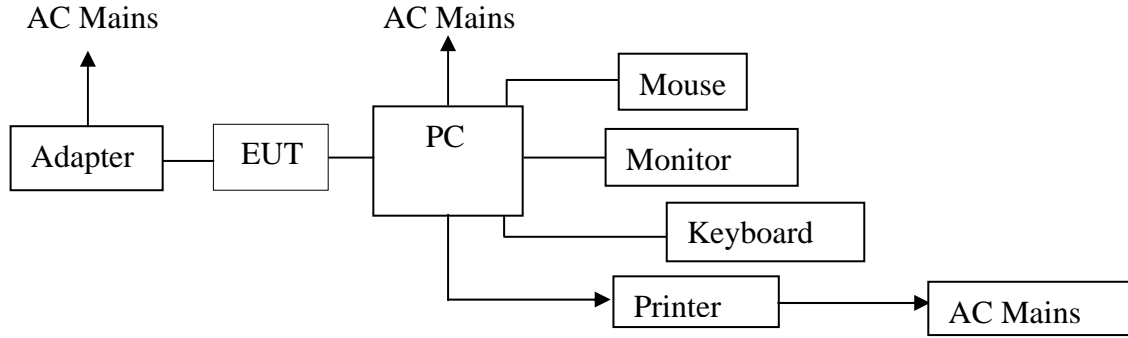 AC Mains
AC Mains
Mouse
Adapter
EUT
PC
Monitor
Keyboard
Printer
AC Mains